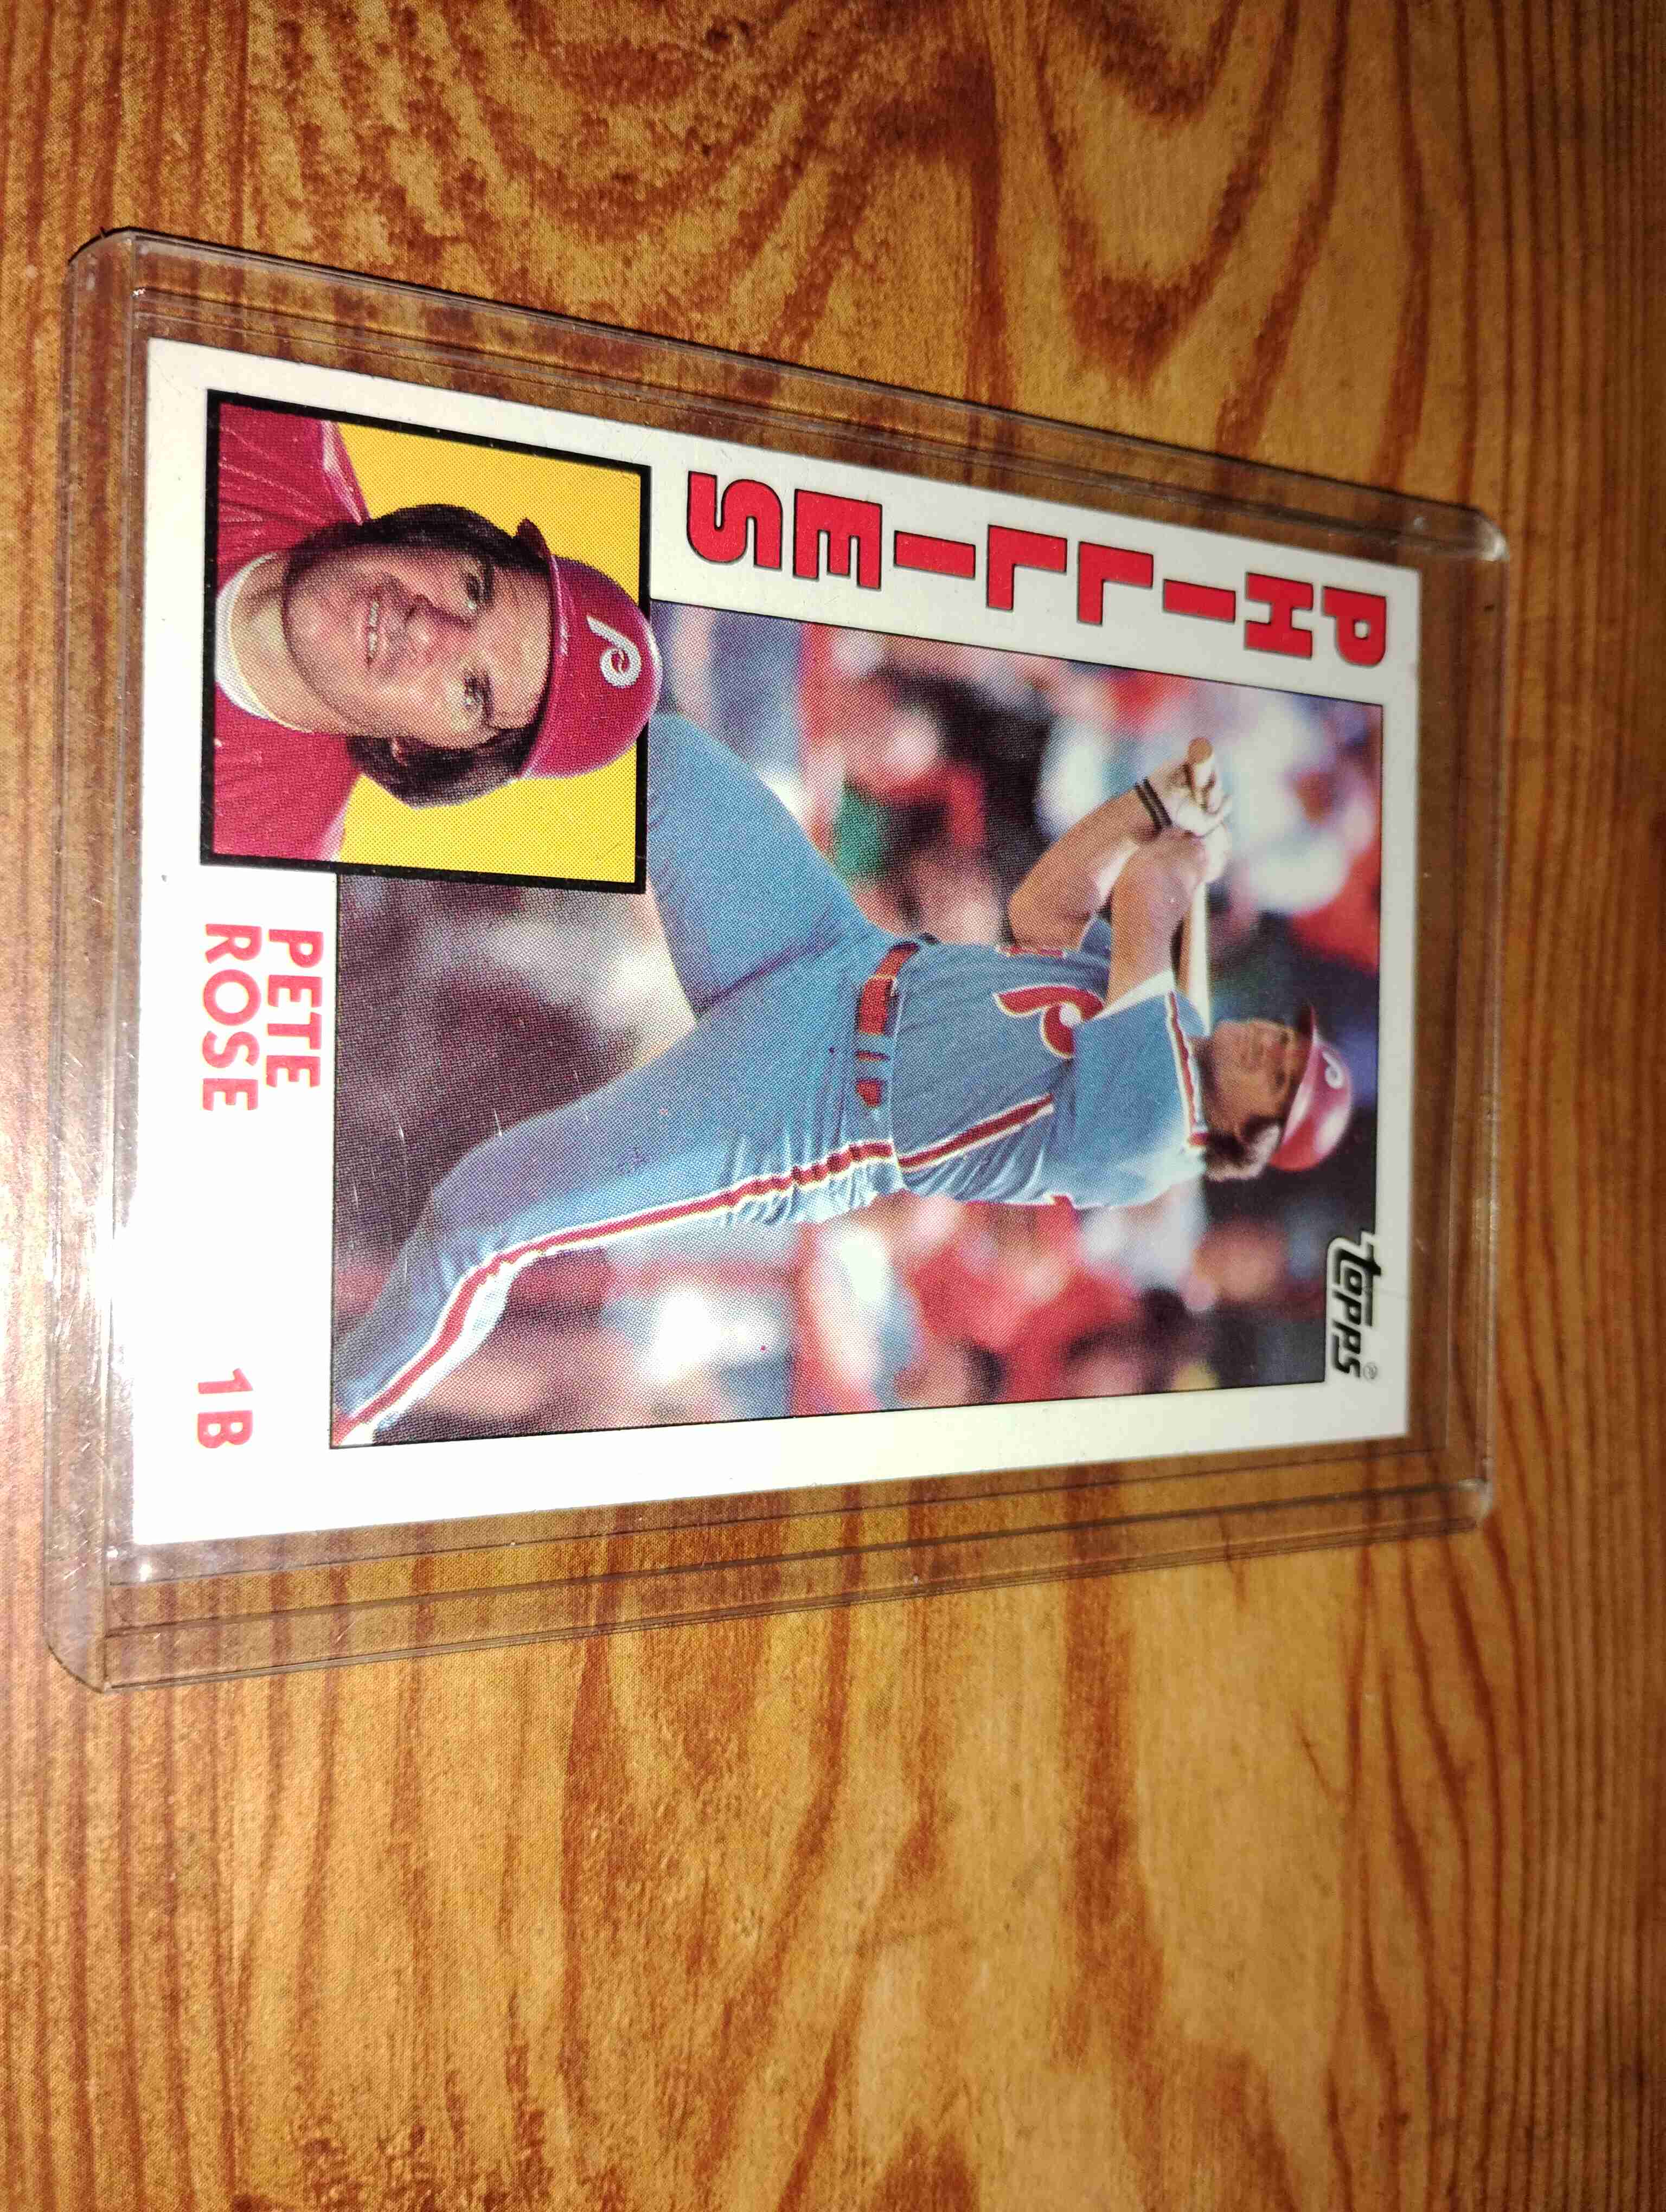 topps®
PHILLIES
PETE
ROSE
1B